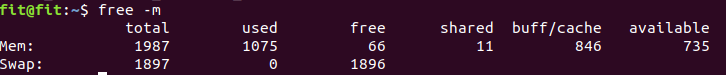 fit@fit:~$ free -m
total used free shared buff/cache available
Mem: 1987 1075 66 11 846 735
Swap: 1897 0 1896